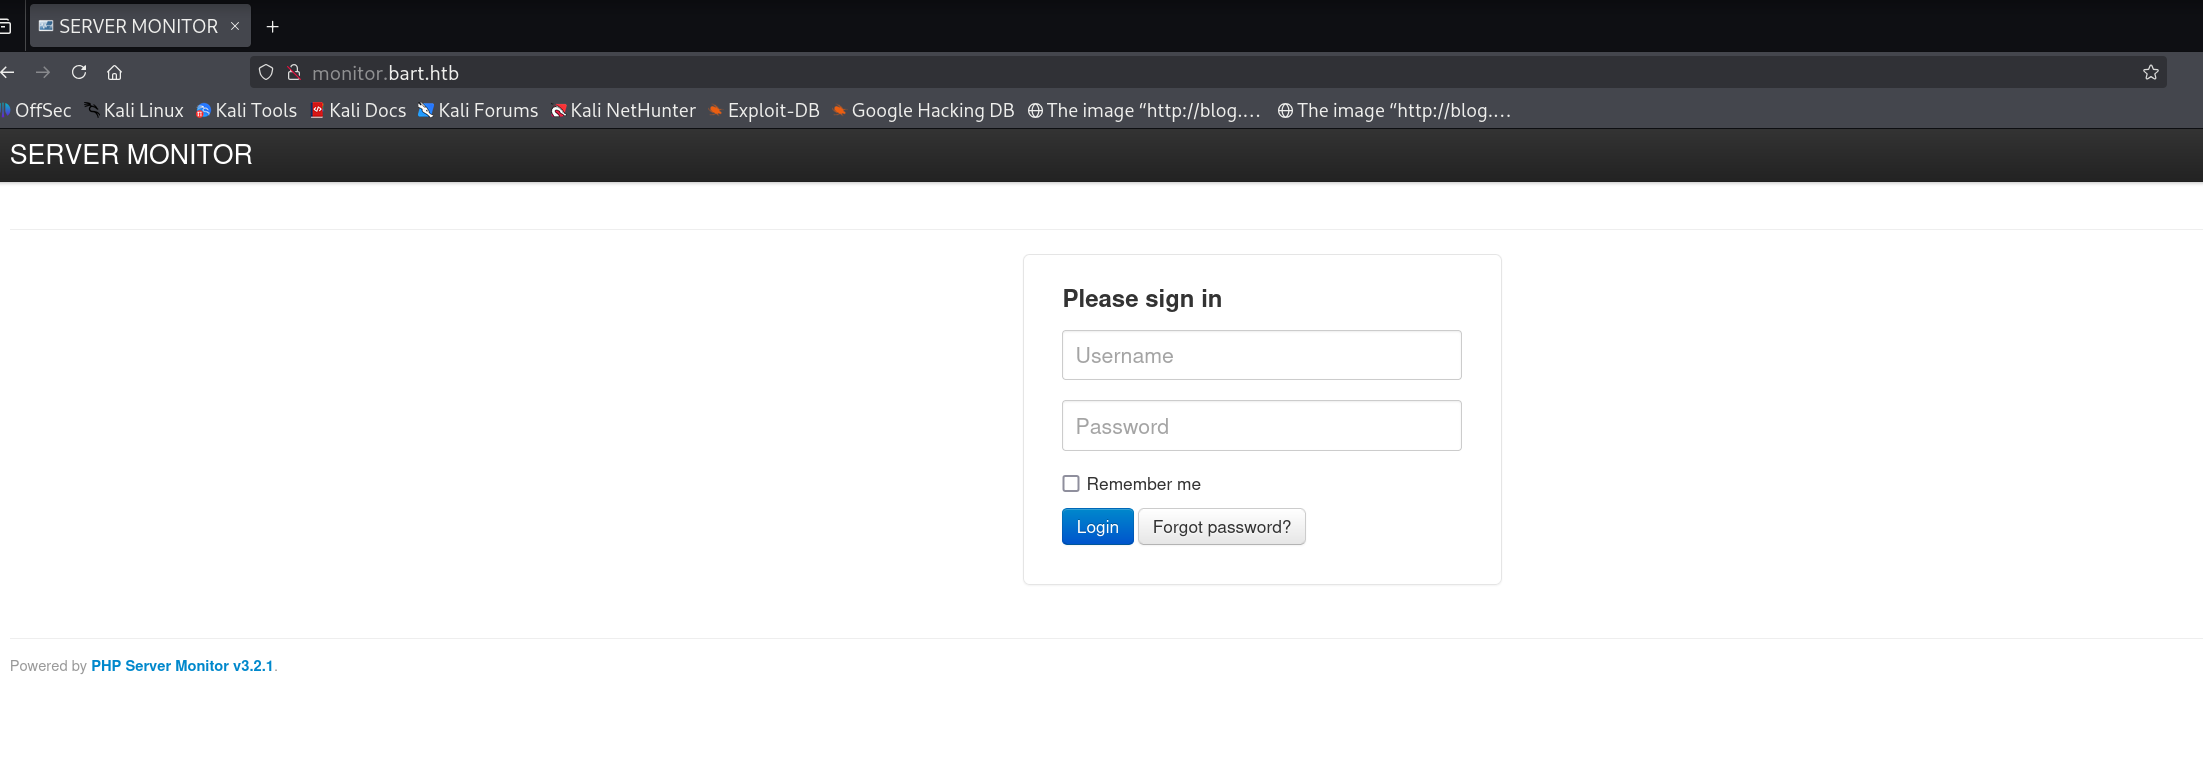 SERVER MONITOR
monitor.bart.htb
OffSec Kali Linux Kali Tools Kali Docs Kali Forums Kali NetHunter Exploit-DB Google Hacking DB The image “http://blog.... The image “http://blog....
SERVER MONITOR
Please sign in
Username
Password
Remember me
Login Forgot password?
Powered by PHP Server Monitor v3.2.1.